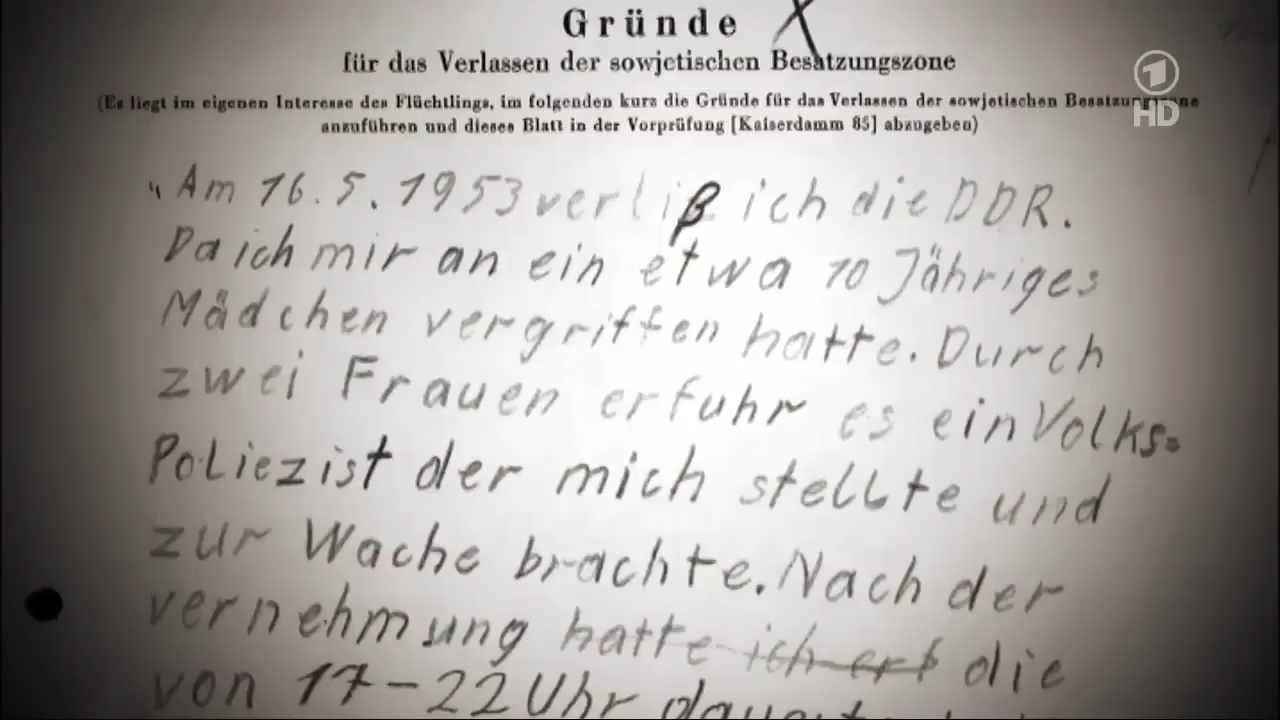 Gründe
für das Verlassen der sowjetischen Besatzungszone
(Es liegt im eigenen Interesse des Flüchtlings, im folgenden kurz die Gründe für das Verlassen der sowjetischen Besatzungszone
anzuführen und dieses Blatt in der Vorprüfung [Kaiserdamm 85] abzugeben)
1
HD
"Am 16.5.1953 verliß ich die DDR.
Da ich mir an ein etwa 10 Jähriges
Mädchen vergriffen hatte. Durch
zwei Frauen erfuhr es ein Volks=
Poliezist der mich stellte und
zur Wache brachte. Nach der
vernehmung hatte ich erf die
von 17-22 Uhr